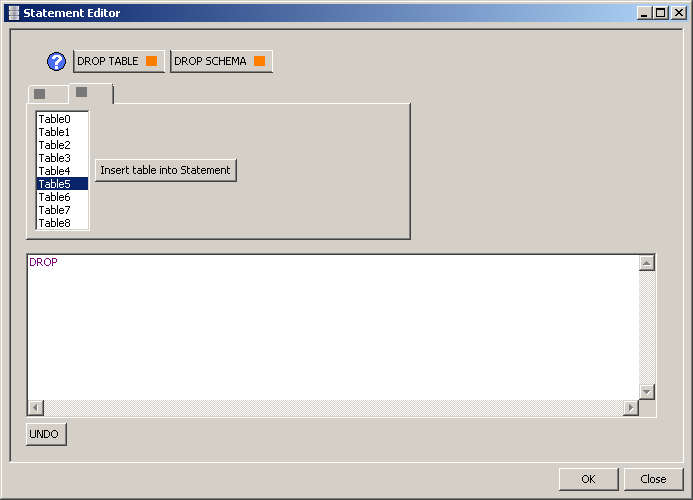 Statement Editor
?
DROP TABLE
DROP SCHEMA
Table0
Table1
Table2
Table3
Table4
Table5
Table6
Table7
Table8
Insert table into Statement
DROP
UNDO
OK
Close